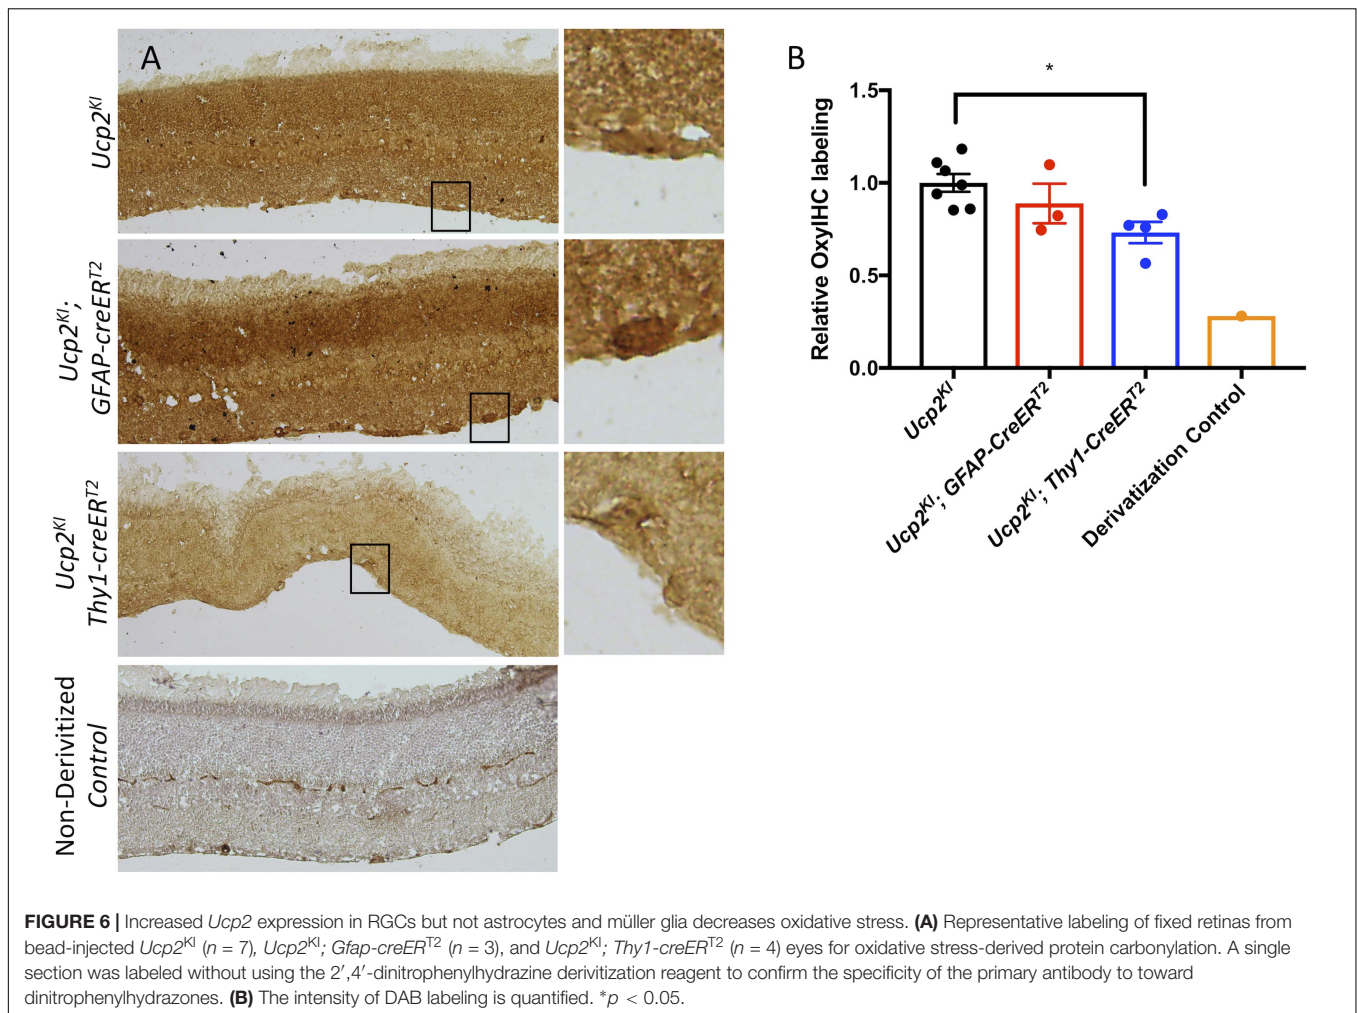 A
Ucp2KI
Ucp2KI;
GFAP-creERT2
Ucp2KI
Thy1-creERT2
Non-Derivitized
Control
B
*
Relative OxyIHC labeling
1.5
1.0
0.5
0.0
Ucp2KI
Ucp2KI; GFAP-CreERT2
Ucp2KI; Thy1-CreERT2
Derivatization Control
FIGURE 6 | Increased Ucp2 expression in RGCs but not astrocytes and müller glia decreases oxidative stress. (A) Representative labeling of fixed retinas from
bead-injected Ucp2KI (n = 7), Ucp2KI; Gfap-creERT2 (n = 3), and Ucp2KI; Thy1-creERT2 (n = 4) eyes for oxidative stress-derived protein carbonylation. A single
section was labeled without using the 2′,4′-dinitrophenylhydrazine derivitization reagent to confirm the specificity of the primary antibody to toward
dinitrophenylhydrazones. (B) The intensity of DAB labeling is quantified. *p < 0.05.